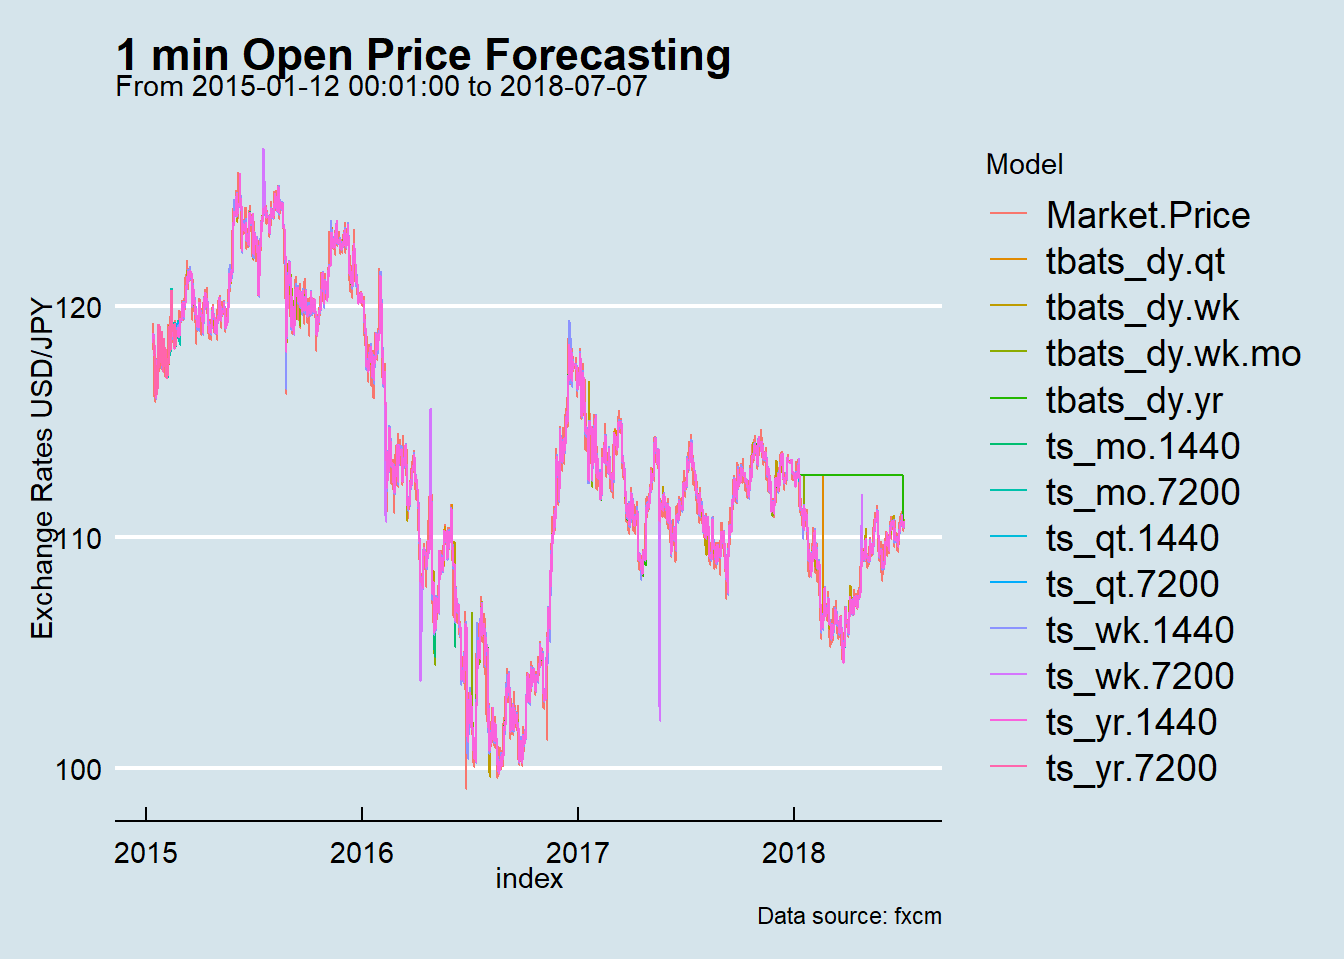 1 min Open Price Forecasting
From 2015-01-12 00:01:00 to 2018-07-07
Exchange Rates USD/JPY
120
110
100
2015
2016
2017
2018
index
Data source: fxcm
Model
Market.Price
tbats_dy.qt
tbats_dy.wk
tbats_dy.wk.mo
tbats_dy.yr
ts_mo.1440
ts_mo.7200
ts_qt.1440
ts_qt.7200
ts_wk.1440
ts_wk.7200
ts_yr.1440
ts_yr.7200